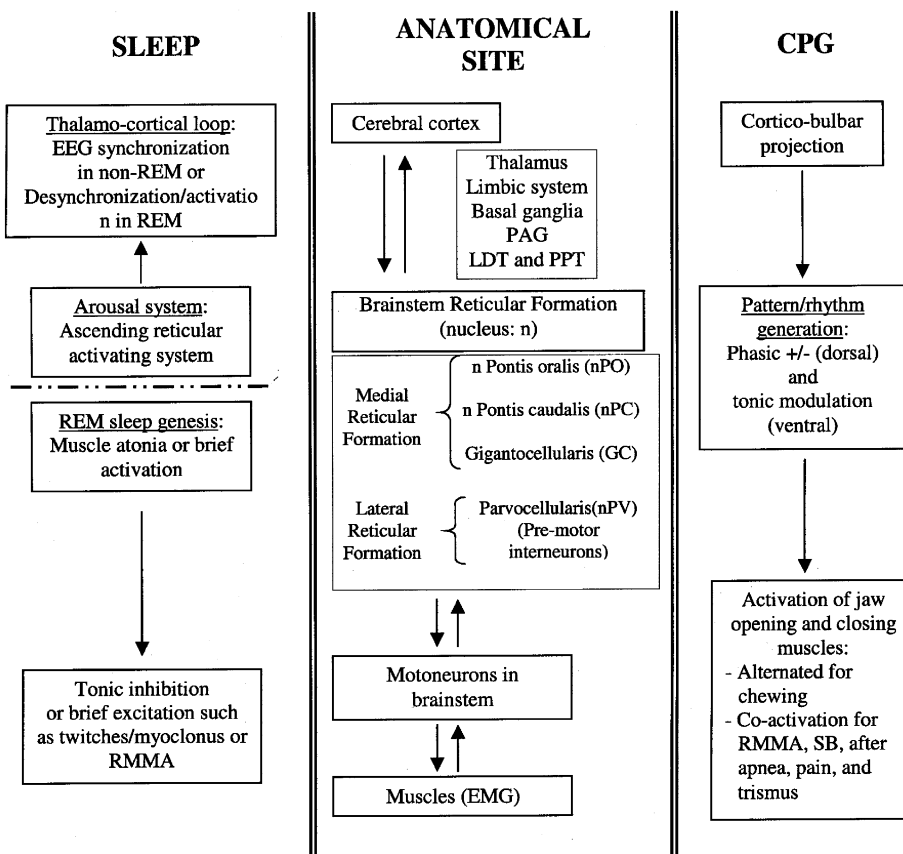 SLEEP
Thalamo-cortical loop:
EEG synchronization
in non-REM or
Desynchronization/activatio
n in REM
Arousal system:
Ascending reticular
activating system
REM sleep genesis:
Muscle atonia or brief
activation
Tonic inhibition
or brief excitation such
as twitches/myoclonus or
RMMA
ANATOMICAL
SITE
Cerebral cortex
Thalamus
Limbic system
Basal ganglia
PAG
LDT and PPT
Brainstem Reticular Formation
(nucleus: n)
Medial
Reticular
Formation
n Pontis oralis (nPO)
n Pontis caudalis (nPC)
Gigantocellularis (GC)
Lateral
Reticular
Formation
Parvocellularis(nPV)
(Pre-motor
interneurons)
Motoneurons in
brainstem
Muscles (EMG)
CPG
Cortico-bulbar
projection
Pattern/rhythm
generation:
Phasic +/- (dorsal)
and
tonic modulation
(ventral)
Activation of jaw
opening and closing
muscles:
- Alternated for
chewing
- Co-activation for
RMMA, SB, after
apnea, pain, and
trismus